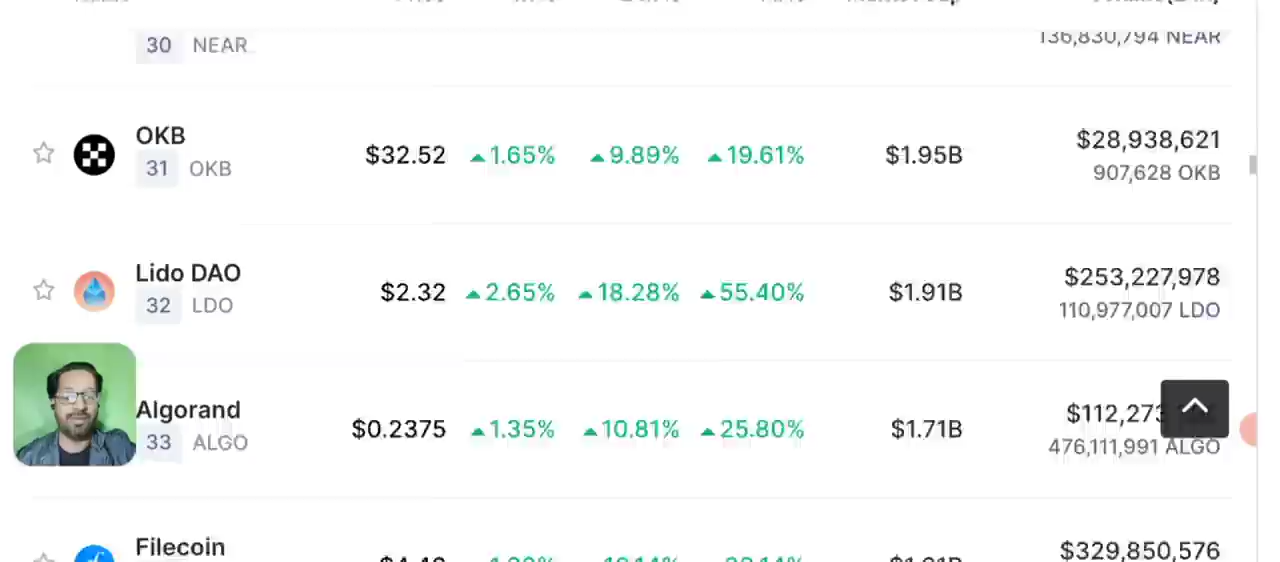 30 NEAR
136,830,794 NEAR
OKB
31 OKB
$32.52 ▲1.65% ▲9.89% ▲19.61% $1.95B
$28,938,621
907,628 OKB
Lido DAO
32 LDO
$2.32 ▲2.65% ▲18.28% ▲55.40% $1.91B
$253,227,978
110,977,007 LDO
Algorand
33 ALGO
$0.2375 ▲1.35% ▲10.81% ▲25.80% $1.71B
$112,273
476,111,991 ALGO
Filecoin
$329,850,576